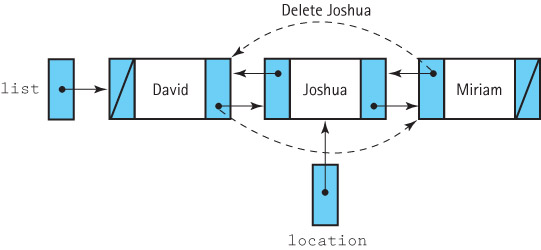 Delete Joshua
list
David
Joshua
Miriam
location